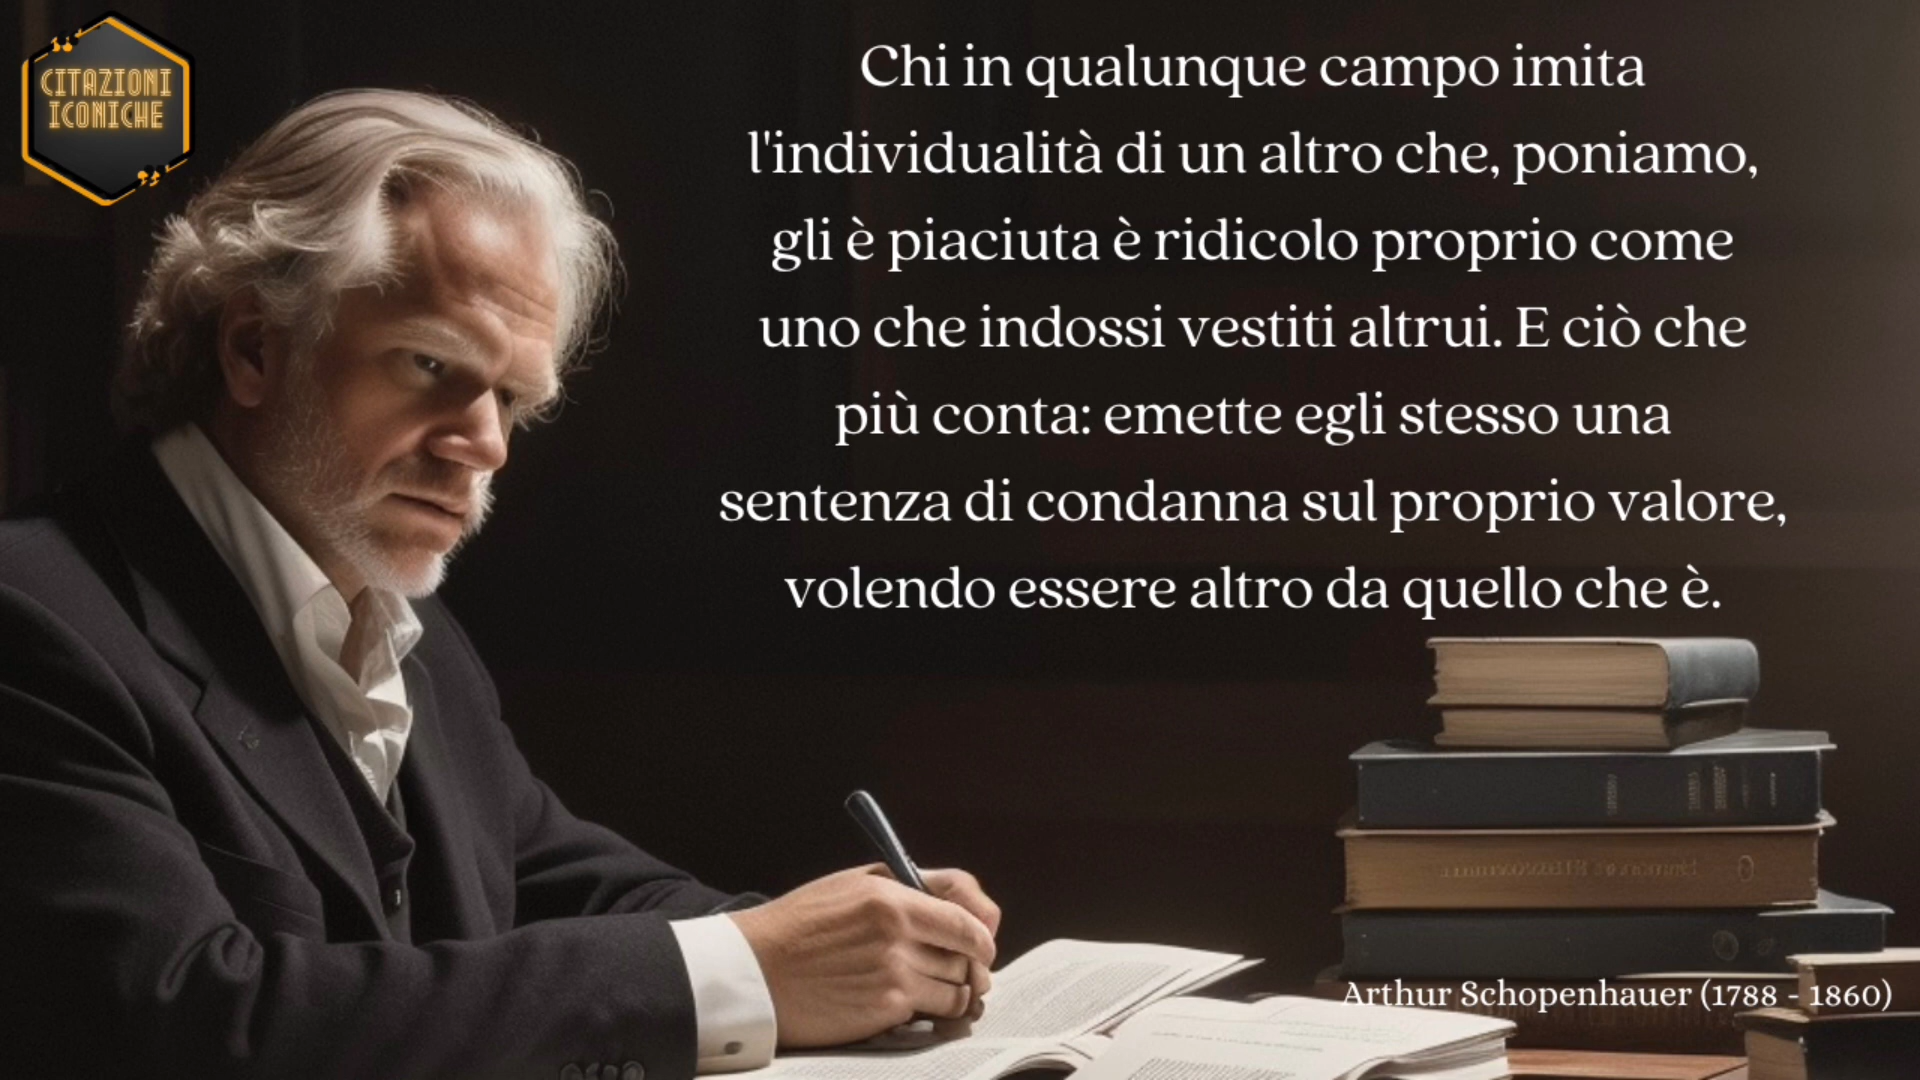 CITAZIONI
ICONICHE
Chi in qualunque campo imita
l'individualità di un altro che, poniamo,
gli è piaciuta è ridicolo proprio come
uno che indossi vestiti altrui. E ciò che
più conta: emette egli stesso una
sentenza di condanna sul proprio valore,
volendo essere altro da quello che è.
Arthur Schopenhauer (1788 - 1860)